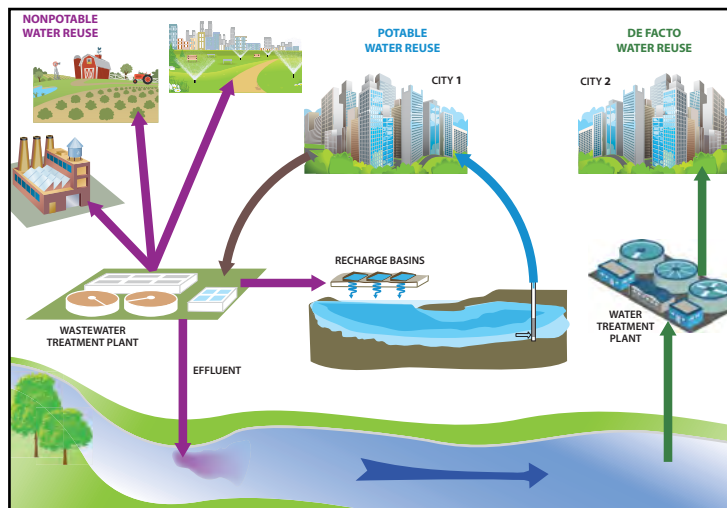 NONPOTABLE
WATER REUSE
POTABLE
WATER REUSE
DE FACTO
WATER REUSE
CITY 1
CITY 2
RECHARGE BASINS
WASTEWATER
TREATMENT PLANT
WATER
TREATMENT
PLANT
EFFLUENT